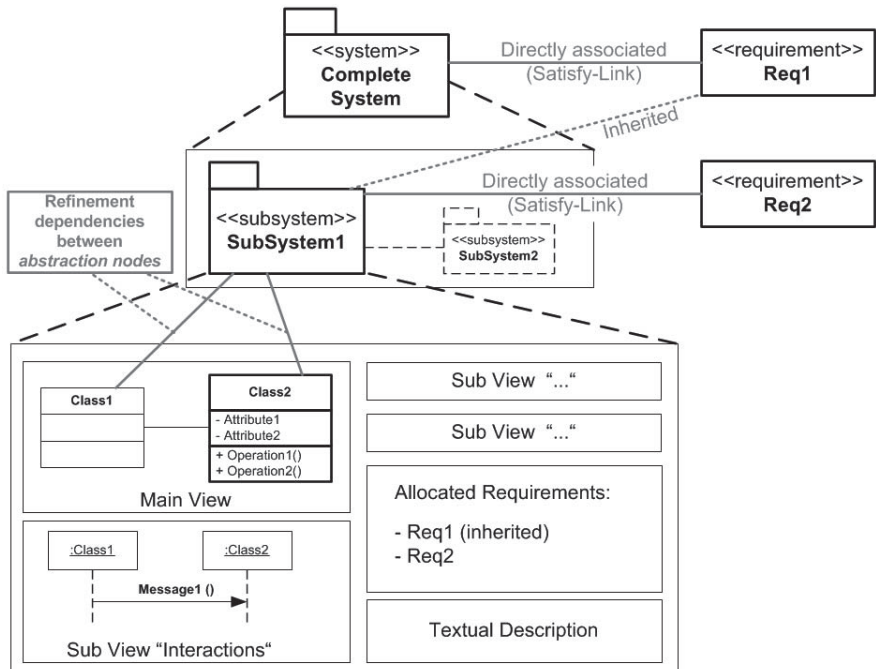 <<system>>
Complete
System
Directly associated
(Satisfy-Link)
<<requirement>>
Req1
Inherited
Refinement
dependencies
between
abstraction nodes
<<subsystem>>
SubSystem1
Directly associated
(Satisfy-Link)
<<requirement>>
Req2
<<subsystem>>
SubSystem2
Class1
Class2
- Attribute1
- Attribute2
+ Operation1()
+ Operation2()
Main View
Sub View "..."
Sub View "..."
Allocated Requirements:
- Req1 (inherited)
- Req2
:Class1
:Class2
Message1 ()
Sub View "Interactions"
Textual Description